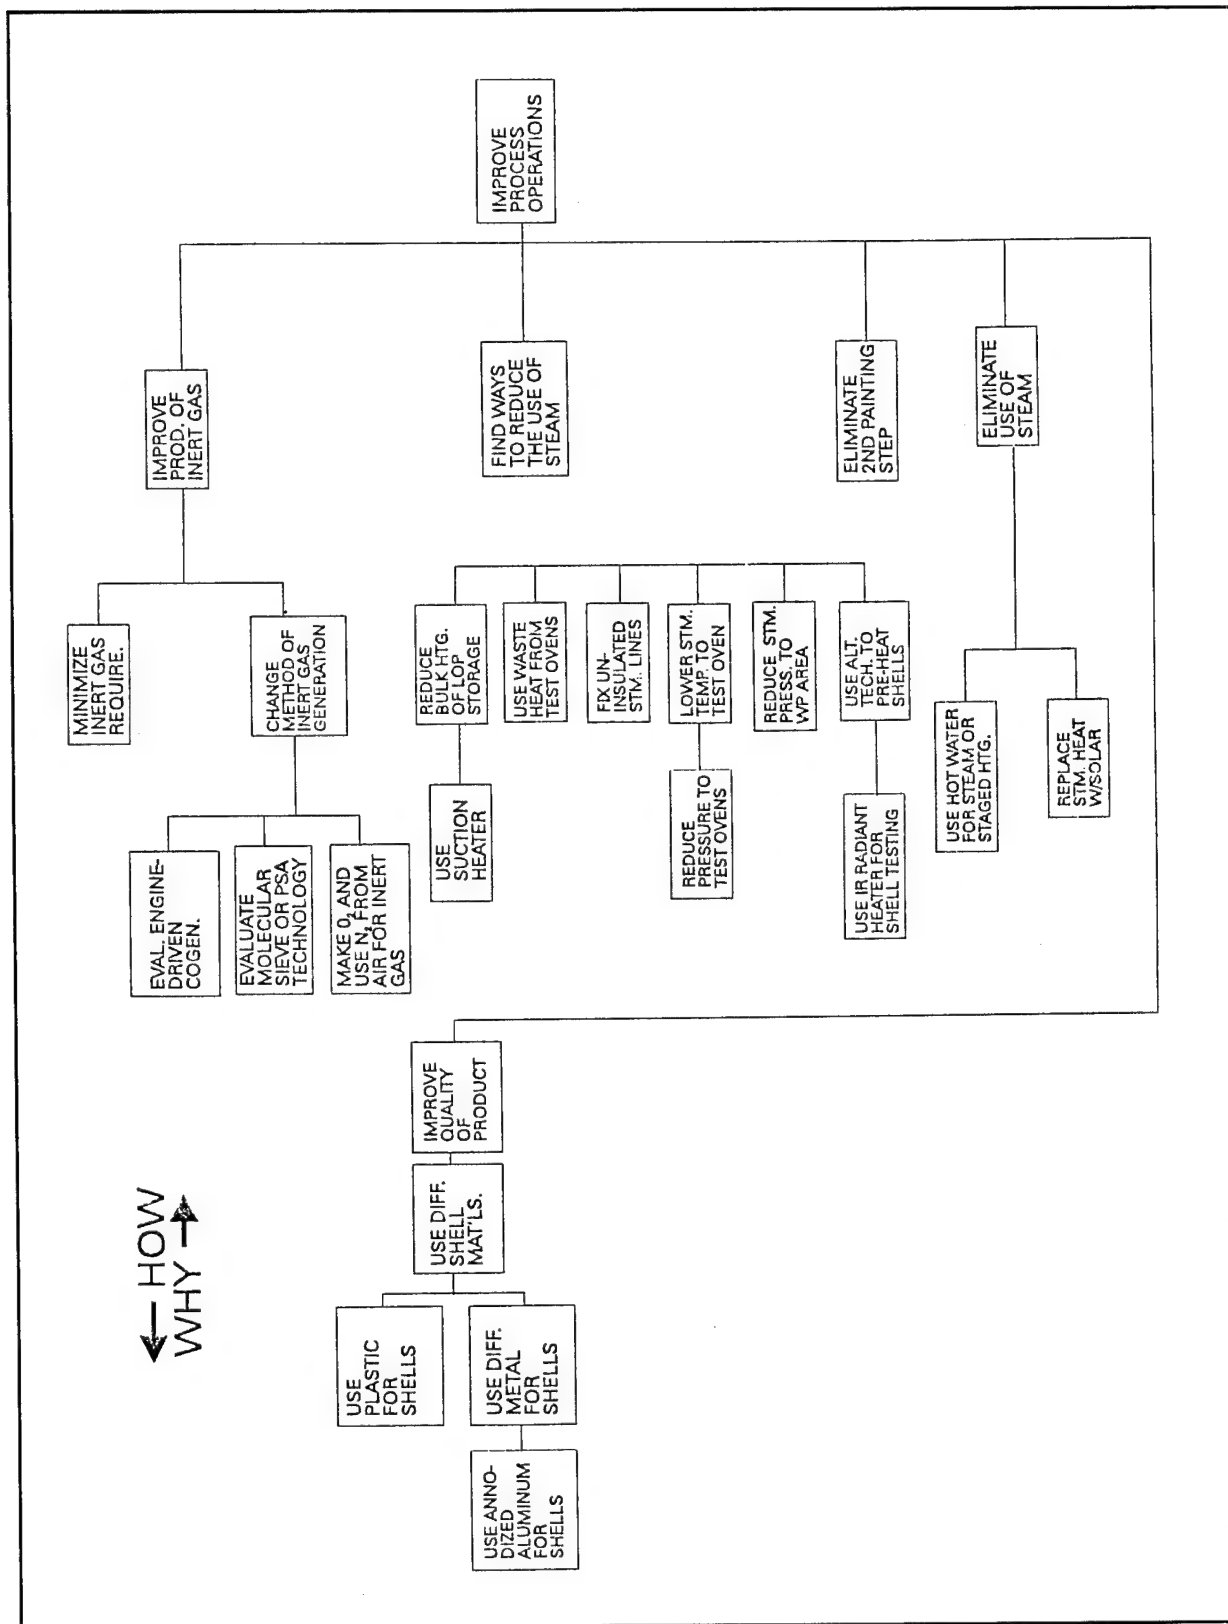 ← HOW
WHY →
IMPROVE
PROCESS
OPERATIONS
IMPROVE
PROD. OF
INERT GAS
MINIMIZE
INERT GAS
REQUIRE.
CHANGE
METHOD OF
INERT GAS
GENERATION
EVAL. ENGINE-
DRIVEN
COGEN.
EVALUATE
MOLECULAR
SIEVE OR PSA
TECHNOLOGY
MAKE O₂ AND
USE N₂ FROM
AIR FOR INERT
GAS
FIND WAYS
TO REDUCE
THE USE OF
STEAM
REDUCE
BULK HTG.
OF LOP
STORAGE
USE
SUCTION
HEATER
USE WASTE
HEAT FROM
TEST OVENS
FIX UN-
INSULATED
STM. LINES
LOWER STM.
TEMP. TO
TEST OVEN
REDUCE
PRESSURE TO
TEST OVENS
REDUCE STM.
PRESS. TO
WP AREA
USE ALT.
TECH. TO
PRE-HEAT
SHELLS
USE IR RADIANT
HEATER FOR
SHELL TESTING
ELIMINATE
2ND PAINTING
STEP
ELIMINATE
USE OF
STEAM
USE HOT WATER
FOR STEAM OR
STAGED HTG.
REPLACE
STM. HEAT
W/SOLAR
IMPROVE
QUALITY
OF
PRODUCT
USE DIFF.
SHELL
MAT'LS.
USE
PLASTIC
FOR
SHELLS
USE DIFF.
METAL
FOR
SHELLS
USE ANNO-
DIZED
ALUMINUM
FOR
SHELLS